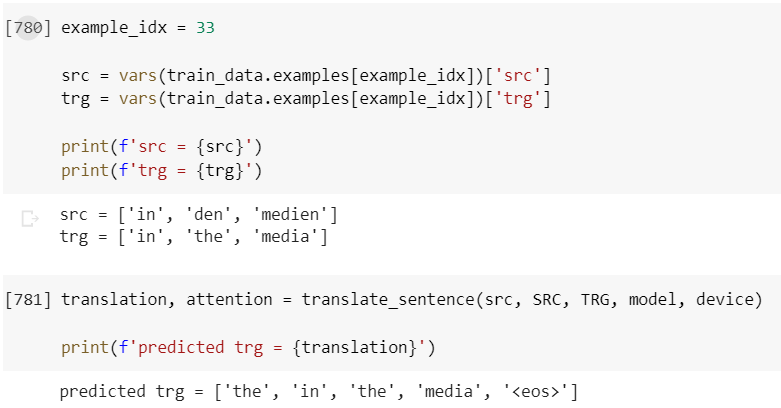 [780] example_idx = 33
src = vars(train_data.examples[example_idx])['src']
trg = vars(train_data.examples[example_idx])['trg']
print(f'src = {src}')
print(f'trg = {trg}')
src = ['in', 'den', 'medien']
trg = ['in', 'the', 'media']
[781] translation, attention = translate_sentence(src, SRC, TRG, model, device)
print(f'predicted trg = {translation}')
predicted trg = ['the', 'in', 'the', 'media', '<eos>']